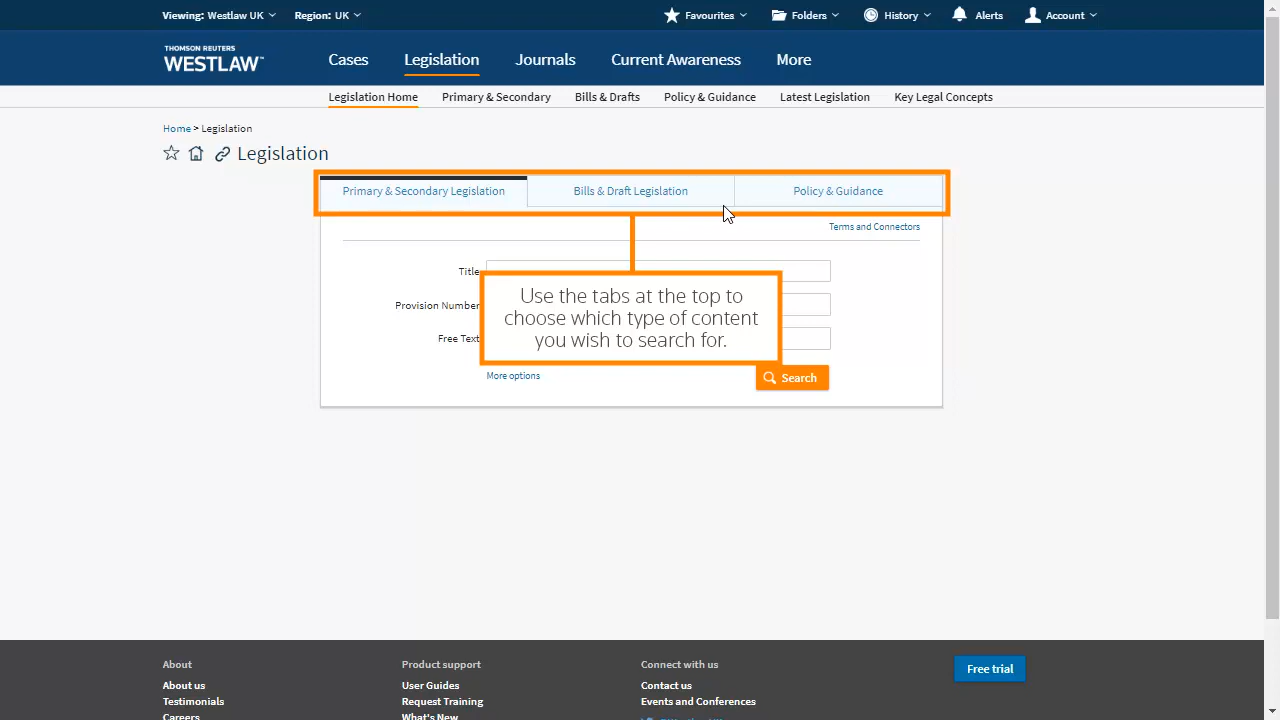 Viewing: Westlaw UK Region: UK Favourites Folders History Alerts Account
THOMSON REUTERS
WESTLAW™ Cases Legislation Journals Current Awareness More
Legislation Home Primary & Secondary Bills & Drafts Policy & Guidance Latest Legislation Key Legal Concepts
Home > Legislation
Legislation
Primary & Secondary Legislation Bills & Draft Legislation Policy & Guidance
Terms and Connectors
Title
Provision Number
Free Text
Use the tabs at the top to
choose which type of content
you wish to search for.
More options Search
About Product support Connect with us Free trial
About us User Guides Contact us
Testimonials Request Training Events and Conferences
Careers What's New